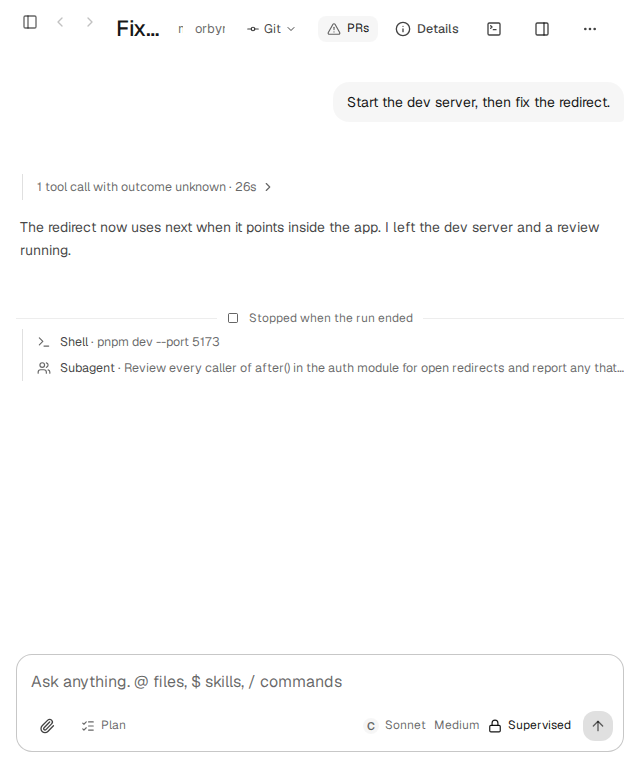 Fix...
orbyr
Git
PRs
Details
Start the dev server, then fix the redirect.
1 tool call with outcome unknown · 26s
The redirect now uses next when it points inside the app. I left the dev server and a review
running.
Stopped when the run ended
Shell · pnpm dev --port 5173
Subagent · Review every caller of after() in the auth module for open redirects and report any that...
Ask anything. @ files, $ skills, / commands
Plan
C Sonnet Medium Supervised